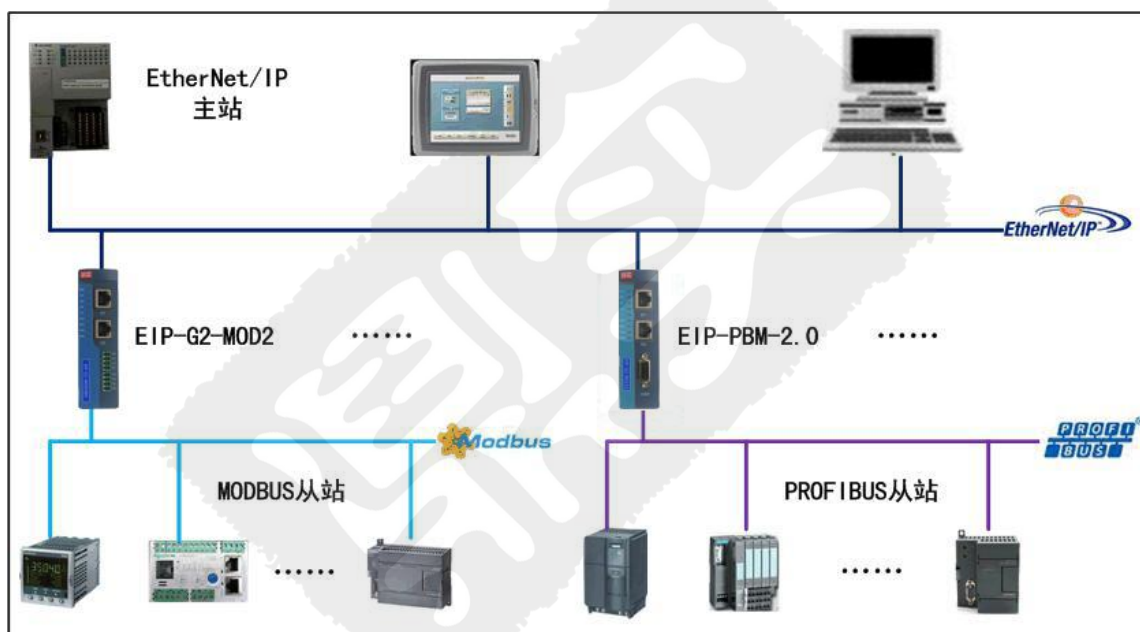 EtherNet/IP
主站
EtherNet/IP™
EIP-G2-MOD2
······
EIP-PBM-2.0
······
Modbus
PROFI
BUS
MODBUS从站
PROFIBUS从站
······
······